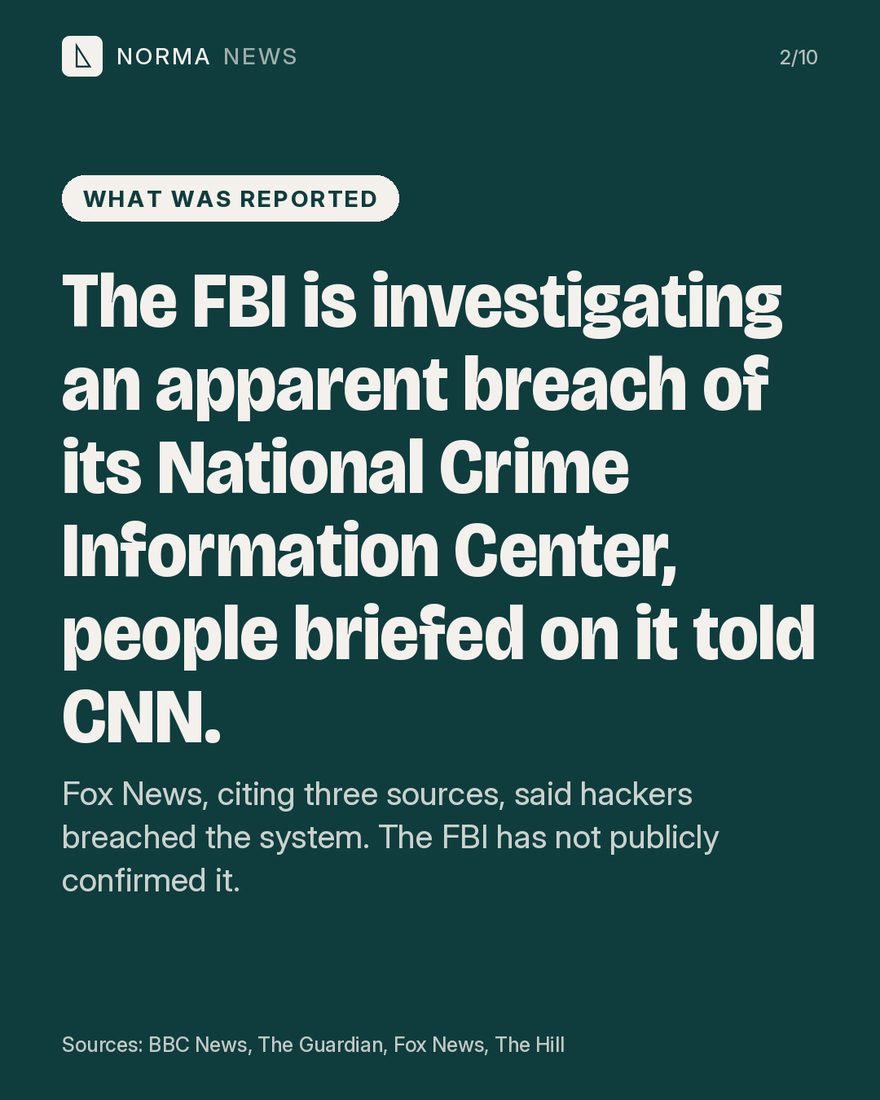 NORMA NEWS
2/10
WHAT WAS REPORTED
The FBI is investigating
an apparent breach of
its National Crime
Information Center,
people briefed on it told
CNN.
Fox News, citing three sources, said hackers
breached the system. The FBI has not publicly
confirmed it.
Sources: BBC News, The Guardian, Fox News, The Hill